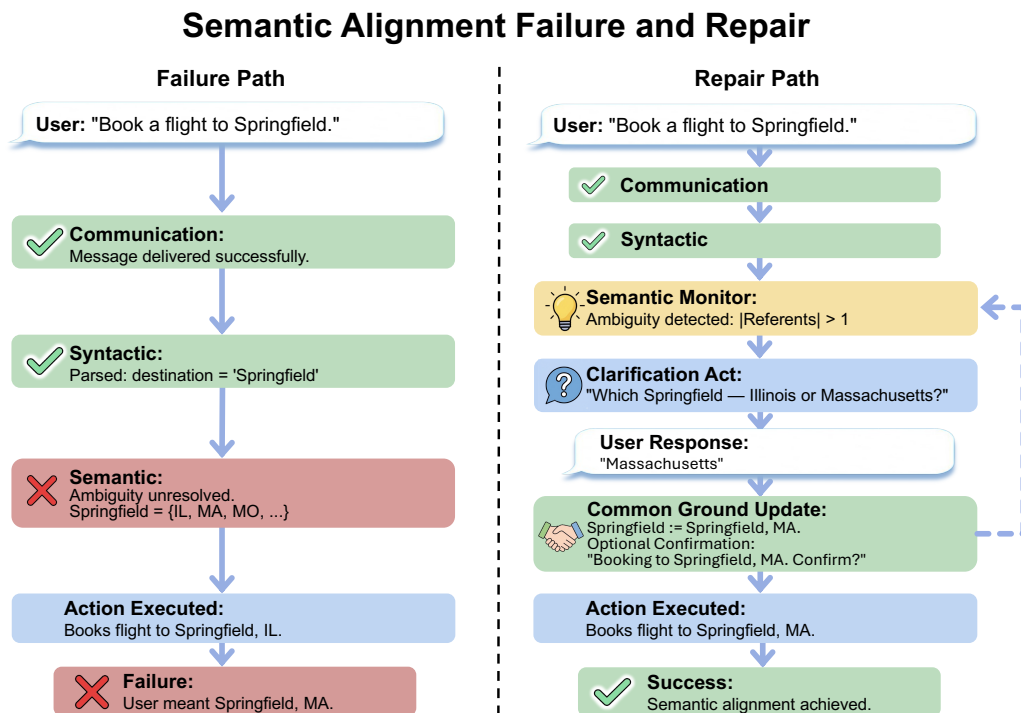 Semantic Alignment Failure and Repair
Failure Path
User: "Book a flight to Springfield."
Communication:
Message delivered successfully.
Syntactic:
Parsed: destination = 'Springfield'
Semantic:
Ambiguity unresolved.
Springfield = {IL, MA, MO, ...}
Action Executed:
Books flight to Springfield, IL.
Failure:
User meant Springfield, MA.
Repair Path
User: "Book a flight to Springfield."
Communication
Syntactic
Semantic Monitor:
Ambiguity detected: |Referents| > 1
Clarification Act:
"Which Springfield — Illinois or Massachusetts?"
User Response:
"Massachusetts"
Common Ground Update:
Springfield := Springfield, MA.
Optional Confirmation:
"Booking to Springfield, MA. Confirm?"
Action Executed:
Books flight to Springfield, MA.
Success:
Semantic alignment achieved.